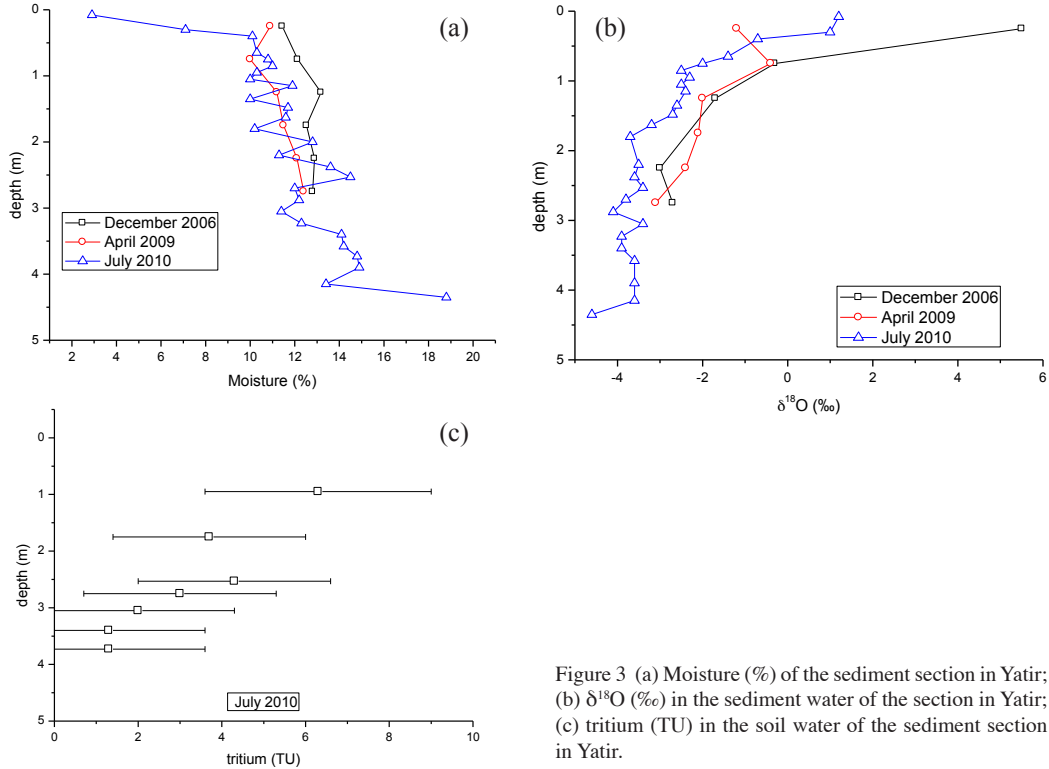 (a)
0
1
2
3
4
5
depth (m)
December 2006
April 2009
July 2010
2 4 6 8 10 12 14 16 18 20
Moisture (%)
(b)
0
1
2
3
4
5
depth (m)
December 2006
April 2009
July 2010
-4 -2 0 2 4 6
δ¹⁸O (‰)
(c)
0
1
2
3
4
5
depth (m)
July 2010
0 2 4 6 8 10
tritium (TU)
Figure 3 (a) Moisture (%) of the sediment section in Yatir;
(b) δ¹⁸O (‰) in the sediment water of the section in Yatir;
(c) tritium (TU) in the soil water of the sediment section
in Yatir.